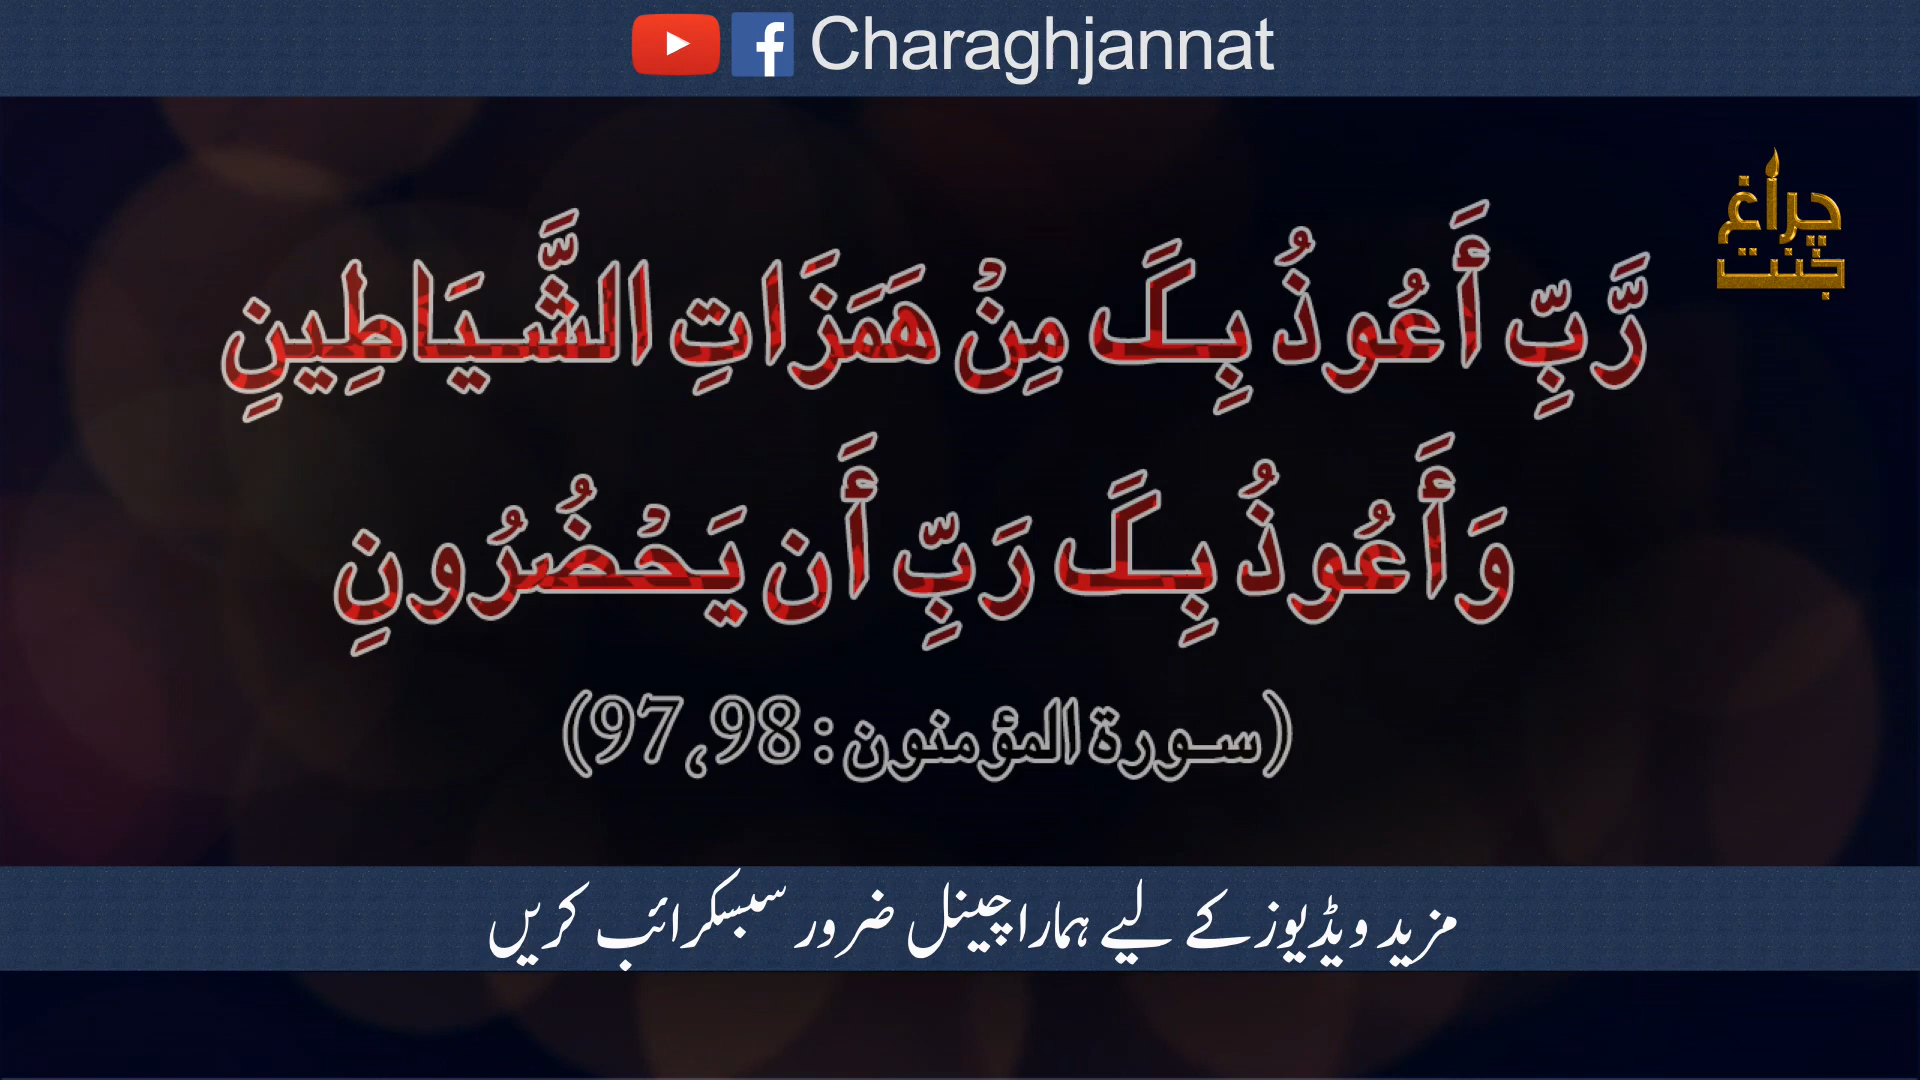 Charaghjannat
چراغ
جنت
رَّبِّ أَعُوذُ بِكَ مِنْ هَمَزَاتِ الشَّيَاطِينِ
وَأَعُوذُ بِكَ رَبِّ أَن يَحْضُرُونِ
(سورة المؤمنون: 97,98)
مزید ویڈیوز کے لیے ہمارا چینل ضرور سبسکرائب کریں